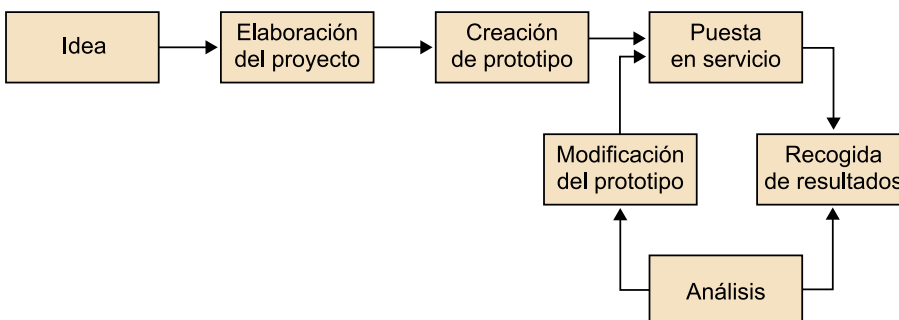 Idea
Elaboración
del proyecto
Creación
de prototipo
Puesta
en servicio
Modificación
del prototipo
Recogida
de resultados
Análisis